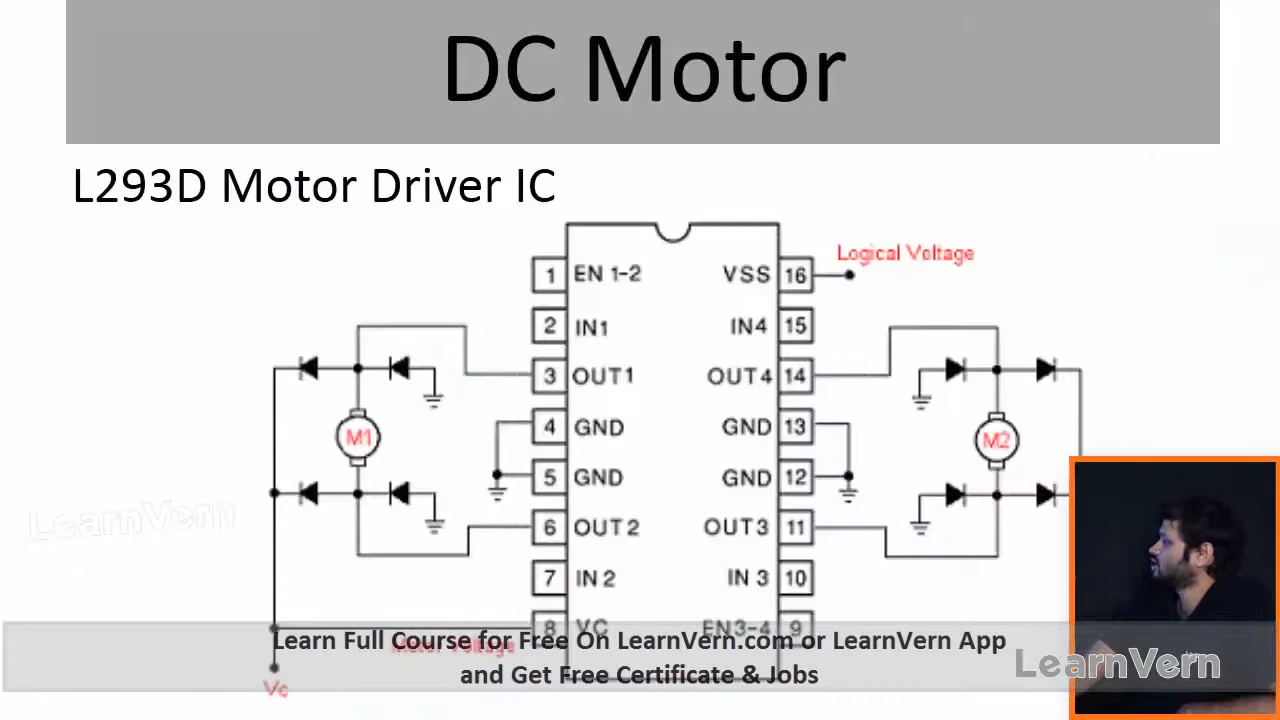 DC Motor
L293D Motor Driver IC
Logical Voltage
1 EN 1-2 VSS 16
2 IN1 IN4 15
3 OUT1 OUT4 14
4 GND GND 13
M1 M2
5 GND GND 12
LearnVern
6 OUT2 OUT3 11
7 IN 2 IN 3 10
8 VC EN3-4 9
Motor Voltage
Learn Full Course for Free On LearnVern.com or LearnVern App
and Get Free Certificate & Jobs
LearnVern
Vc